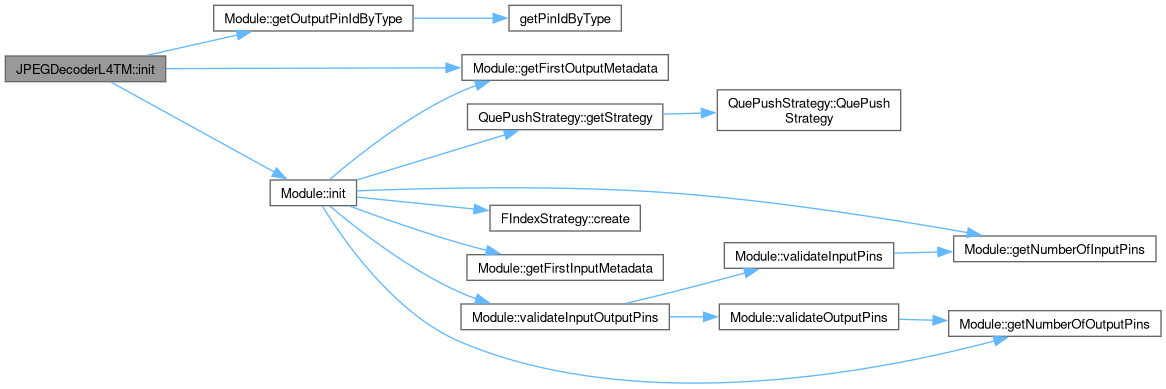 Module::getOutputPinIdByType
getPinIdByType
JPEGDecoderL4TM::init
Module::getFirstOutputMetadata
QuePushStrategy::getStrategy
QuePushStrategy::QuePush
Strategy
Module::init
FIndexStrategy::create
Module::getFirstInputMetadata
Module::validateInputPins
Module::getNumberOfInputPins
Module::validateInputOutputPins
Module::validateOutputPins
Module::getNumberOfOutputPins